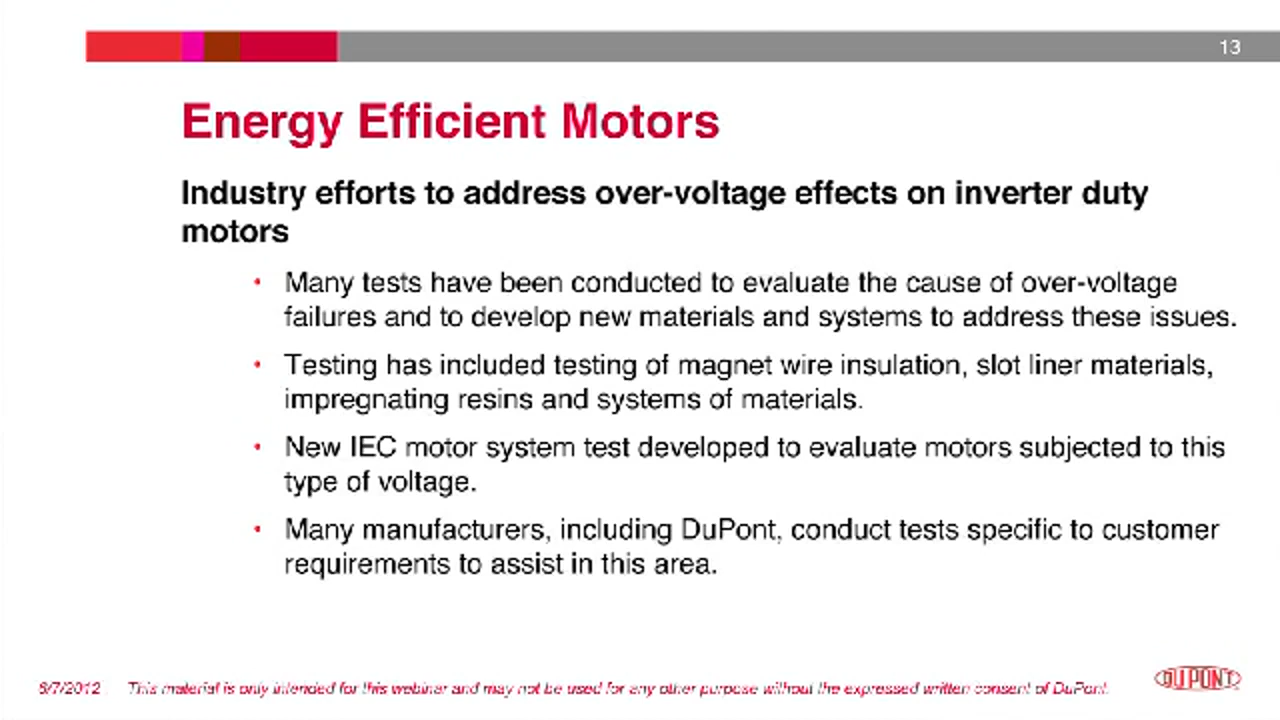 13
Energy Efficient Motors
Industry efforts to address over-voltage effects on inverter duty
motors
• Many tests have been conducted to evaluate the cause of over-voltage
failures and to develop new materials and systems to address these issues.
• Testing has included testing of magnet wire insulation, slot liner materials,
impregnating resins and systems of materials.
• New IEC motor system test developed to evaluate motors subjected to this
type of voltage.
• Many manufacturers, including DuPont, conduct tests specific to customer
requirements to assist in this area.
6/7/2012 This material is only intended for this webinar and may not be used for any other purpose without the expressed written consent of DuPont.
DUPONT